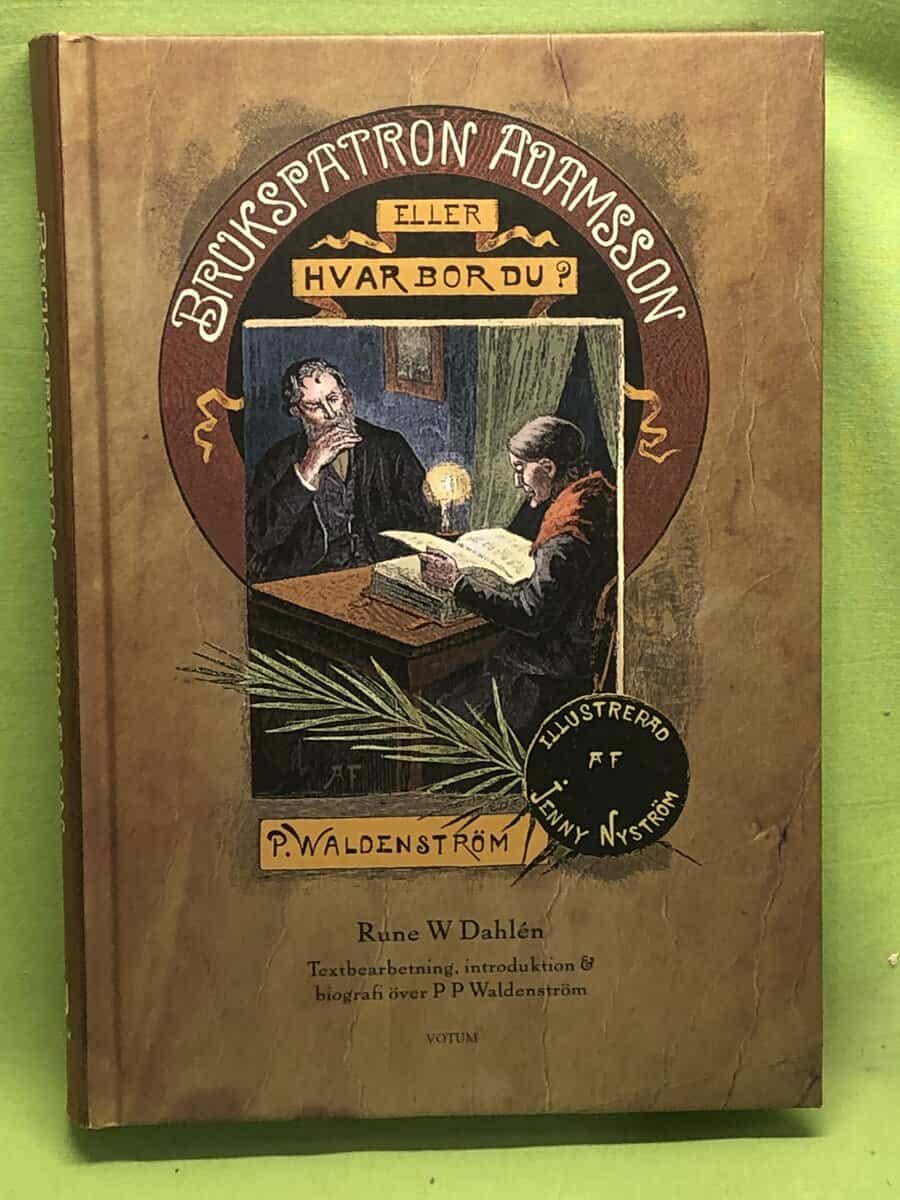 BRUKSPATRON ADAMSSON
ELLER
HVAR BOR DU?
AF
P. WALDENSTRÖM
ILLUSTRERAD
AF
JENNY NYSTRÖM
Rune W Dahlén
Textbearbetning, introduktion &
biografi över P P Waldenström
VOTUM